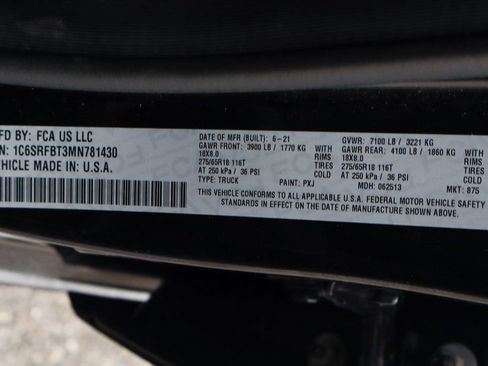 MFD BY: FCA US LLC
N: 1C6SRFBT3MN781430
VEHICLE MADE IN U.S.A.
DATE OF MFR (BUILT): 6-21
GAWR FRONT: 3900 LB / 1770 KG
WITH
18X8.0
RIMS
275/65R18 116T
TIRES
AT 250 kPa / 36 PSI
COLD
TYPE: TRUCK
PAINT: PXJ
GVWR: 7100 LB / 3221 KG
GAWR REAR: 4100 LB / 1860 KG
WITH
18X8.0
RIMS
275/65R18 116T
TIRES
AT 250 kPa / 36 PSI
COLD
MDH: 062513
MKT: 875
THIS VEHICLE CONFORMS TO ALL APPLICABLE U.S.A. FEDERAL MOTOR VEHICLE SAFETY
STANDARDS IN EFFECT ON THE DATE OF MANUFACTURE SHOWN ABOVE